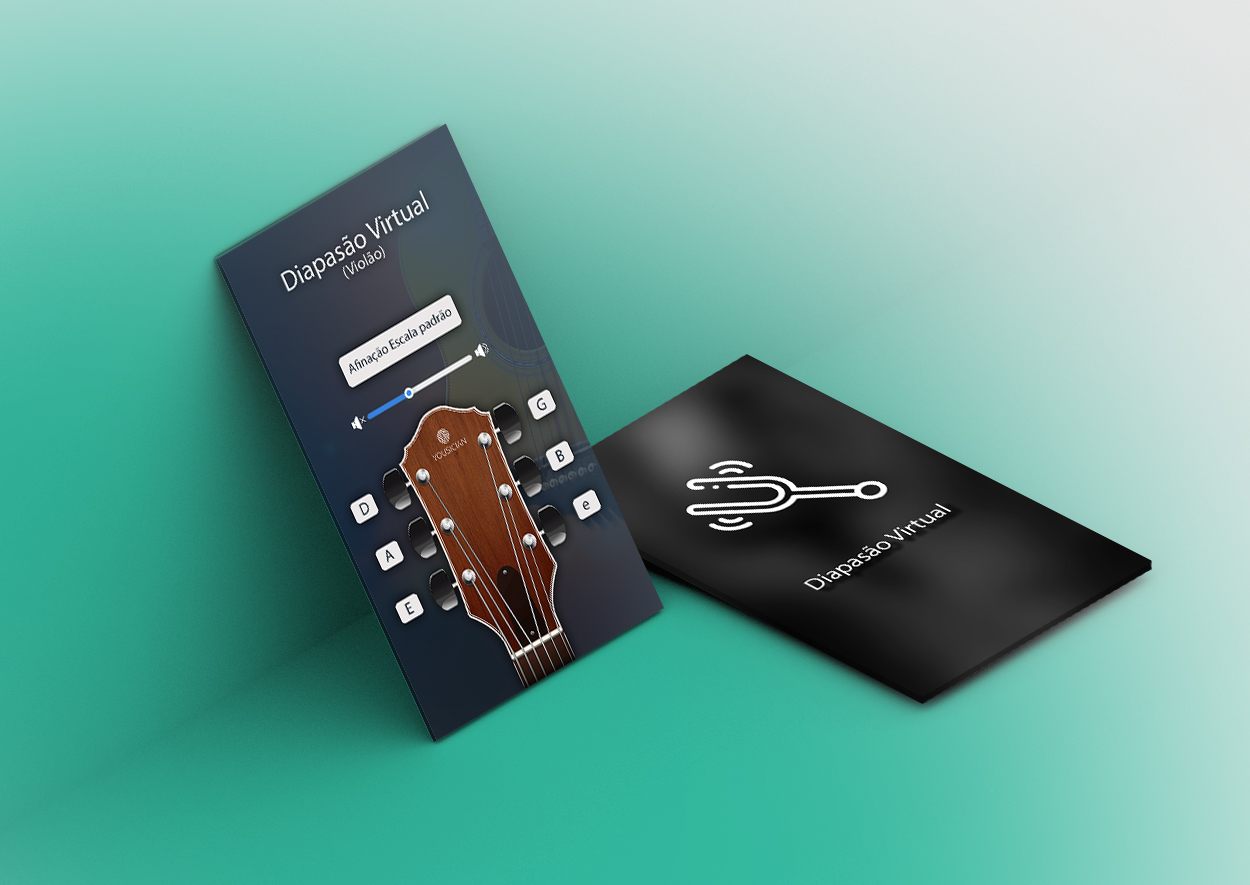 Diapasão Virtual
(Violão)
Afinação Escala padrão
YOUSICIAN
G
D
B
A
e
E
Diapasão Virtual